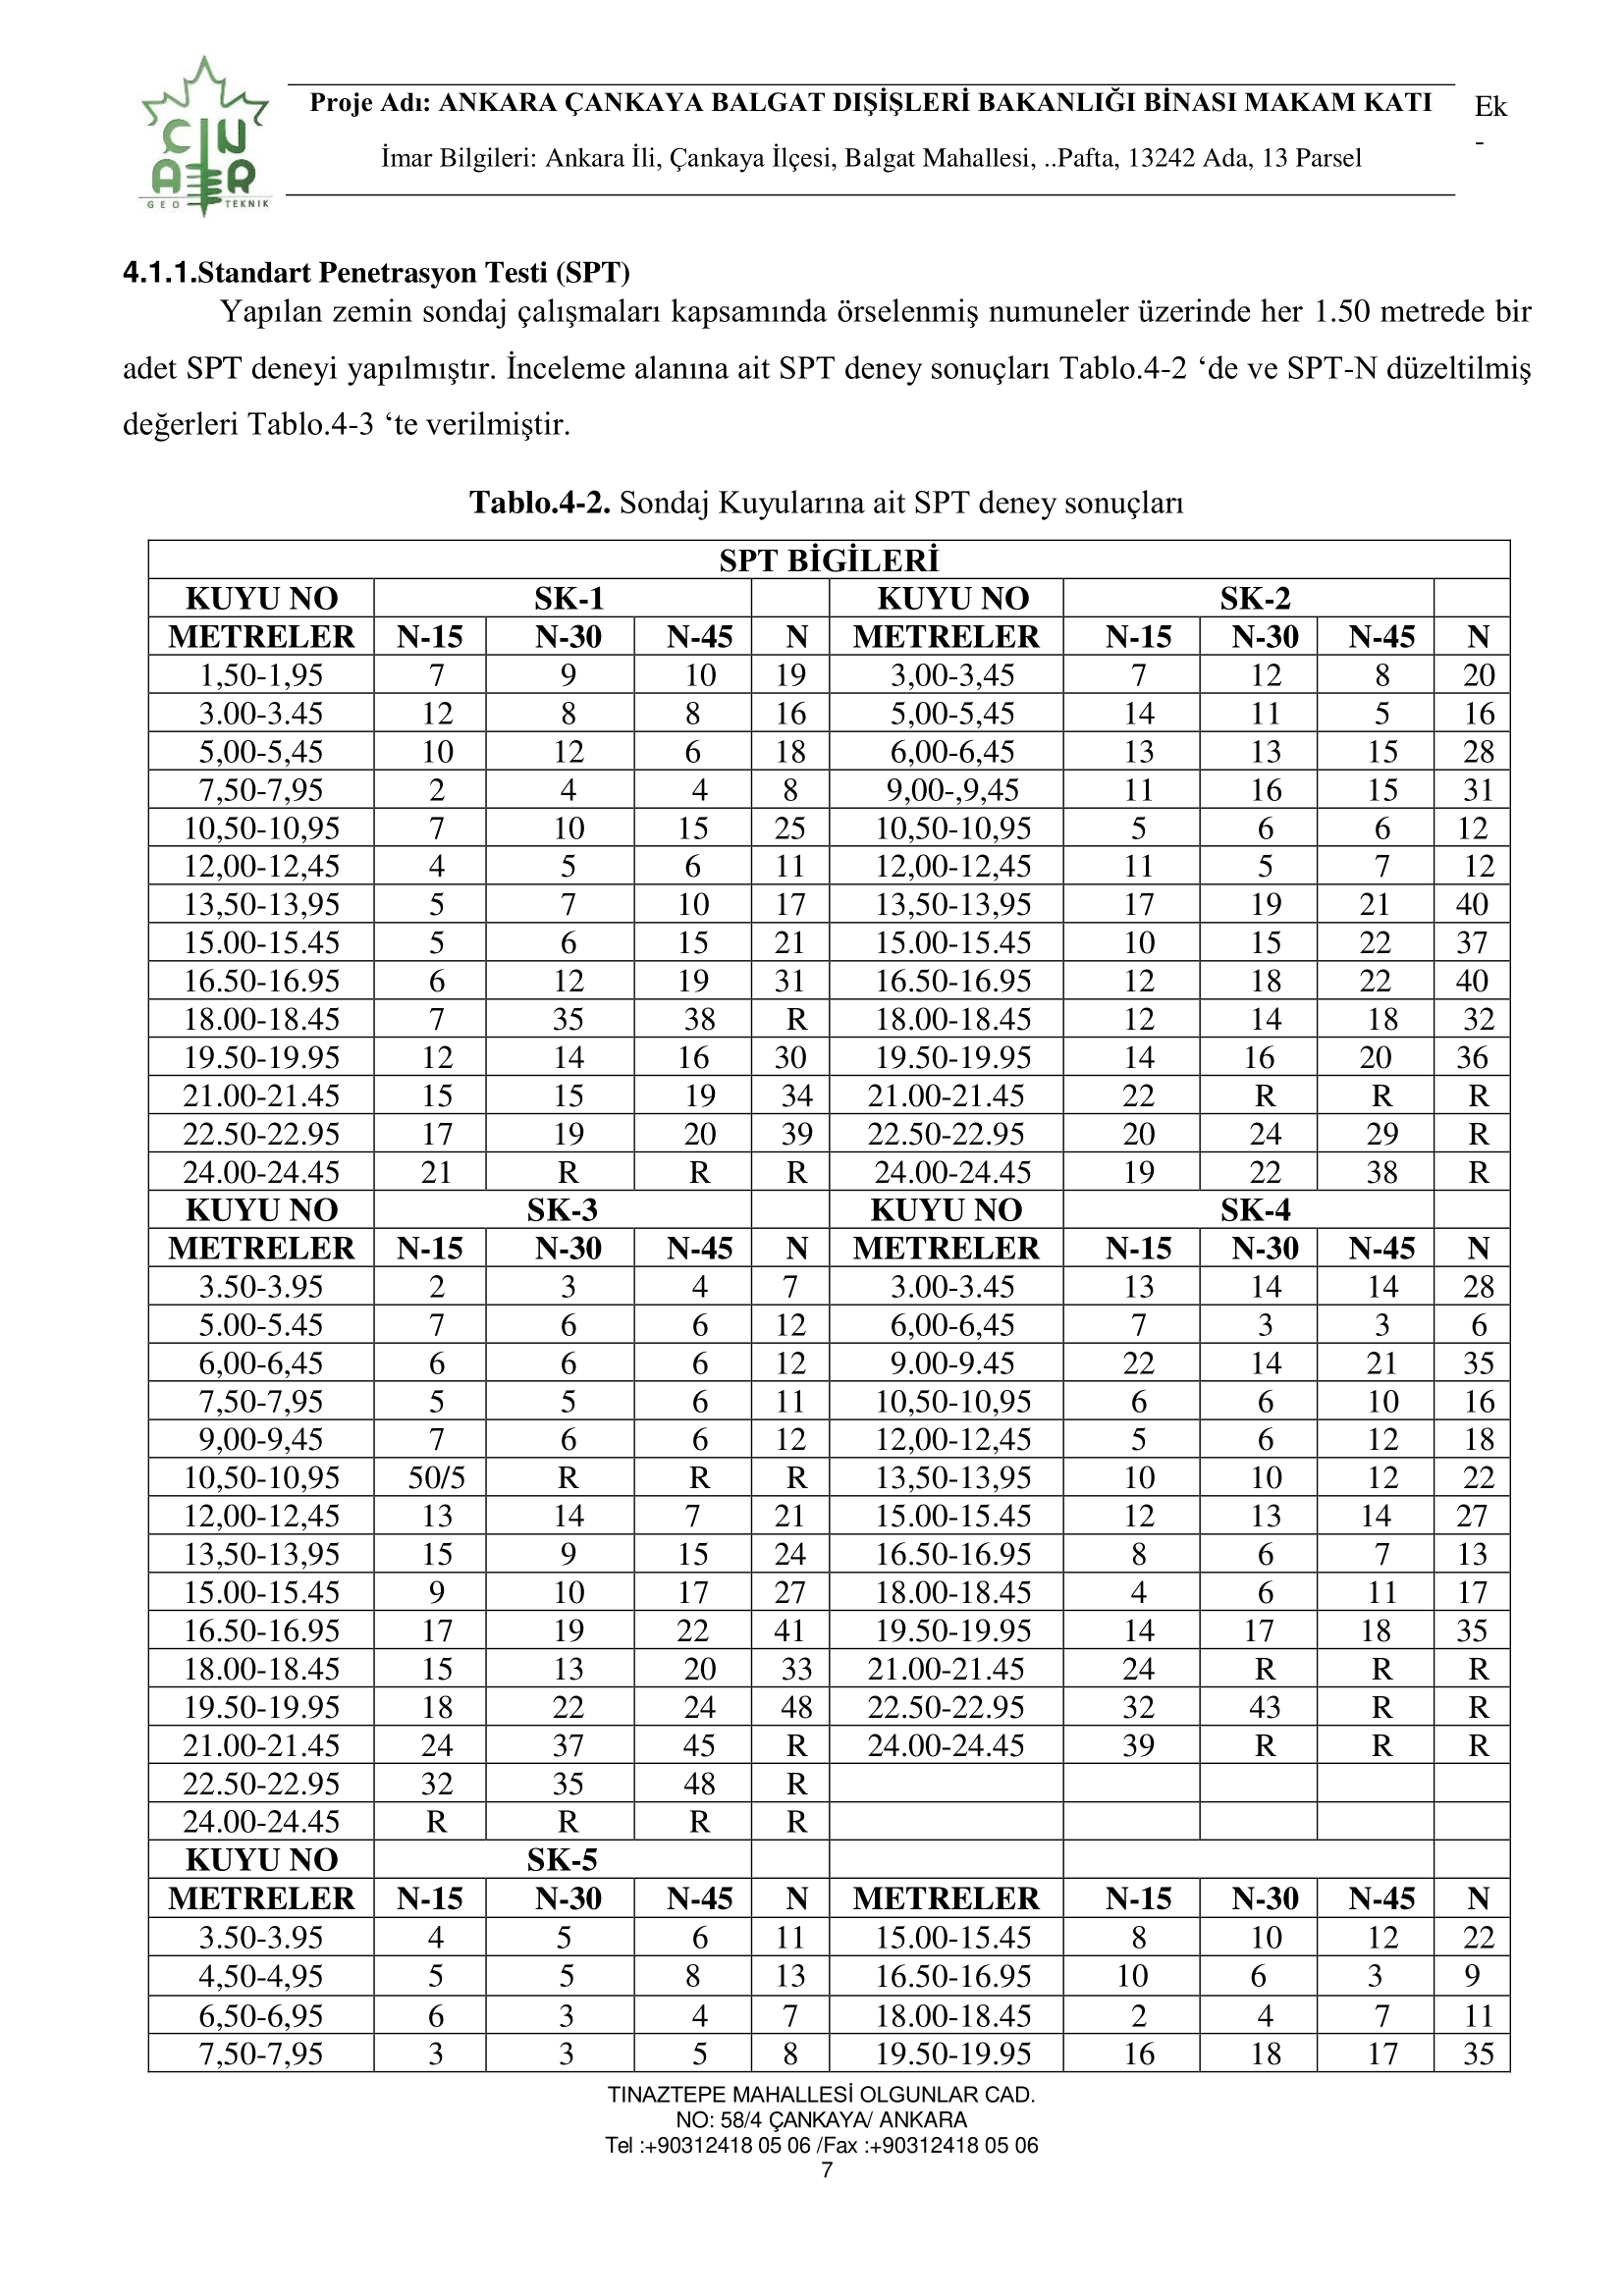 ÇINAR
GEO TEKNIK
Proje Adı: ANKARA ÇANKAYA BALGAT DIŞİŞLERİ BAKANLIĞI BİNASI MAKAM KATI
Ek
-
İmar Bilgileri: Ankara İli, Çankaya İlçesi, Balgat Mahallesi, ..Pafta, 13242 Ada, 13 Parsel
4.1.1.Standart Penetrasyon Testi (SPT)
Yapılan zemin sondaj çalışmaları kapsamında örselenmiş numuneler üzerinde her 1.50 metrede bir
adet SPT deneyi yapılmıştır. İnceleme alanına ait SPT deney sonuçları Tablo.4-2 ‘de ve SPT-N düzeltilmiş
değerleri Tablo.4-3 ‘te verilmiştir.
Tablo.4-2. Sondaj Kuyularına ait SPT deney sonuçları
SPT BİGİLERİ
KUYU NO SK-1 KUYU NO SK-2
METRELER N-15 N-30 N-45 N METRELER N-15 N-30 N-45 N
1,50-1,95 7 9 10 19 3,00-3,45 7 12 8 20
3.00-3.45 12 8 8 16 5,00-5,45 14 11 5 16
5,00-5,45 10 12 6 18 6,00-6,45 13 13 15 28
7,50-7,95 2 4 4 8 9,00-,9,45 11 16 15 31
10,50-10,95 7 10 15 25 10,50-10,95 5 6 6 12
12,00-12,45 4 5 6 11 12,00-12,45 11 5 7 12
13,50-13,95 5 7 10 17 13,50-13,95 17 19 21 40
15.00-15.45 5 6 15 21 15.00-15.45 10 15 22 37
16.50-16.95 6 12 19 31 16.50-16.95 12 18 22 40
18.00-18.45 7 35 38 R 18.00-18.45 12 14 18 32
19.50-19.95 12 14 16 30 19.50-19.95 14 16 20 36
21.00-21.45 15 15 19 34 21.00-21.45 22 R R R
22.50-22.95 17 19 20 39 22.50-22.95 20 24 29 R
24.00-24.45 21 R R R 24.00-24.45 19 22 38 R
KUYU NO SK-3 KUYU NO SK-4
METRELER N-15 N-30 N-45 N METRELER N-15 N-30 N-45 N
3.50-3.95 2 3 4 7 3.00-3.45 13 14 14 28
5.00-5.45 7 6 6 12 6,00-6,45 7 3 3 6
6,00-6,45 6 6 6 12 9.00-9.45 22 14 21 35
7,50-7,95 5 5 6 11 10,50-10,95 6 6 10 16
9,00-9,45 7 6 6 12 12,00-12,45 5 6 12 18
10,50-10,95 50/5 R R R 13,50-13,95 10 10 12 22
12,00-12,45 13 14 7 21 15.00-15.45 12 13 14 27
13,50-13,95 15 9 15 24 16.50-16.95 8 6 7 13
15.00-15.45 9 10 17 27 18.00-18.45 4 6 11 17
16.50-16.95 17 19 22 41 19.50-19.95 14 17 18 35
18.00-18.45 15 13 20 33 21.00-21.45 24 R R R
19.50-19.95 18 22 24 48 22.50-22.95 32 43 R R
21.00-21.45 24 37 45 R 24.00-24.45 39 R R R
22.50-22.95 32 35 48 R
24.00-24.45 R R R R
KUYU NO SK-5
METRELER N-15 N-30 N-45 N METRELER N-15 N-30 N-45 N
3.50-3.95 4 5 6 11 15.00-15.45 8 10 12 22
4,50-4,95 5 5 8 13 16.50-16.95 10 6 3 9
6,50-6,95 6 3 4 7 18.00-18.45 2 4 7 11
7,50-7,95 3 3 5 8 19.50-19.95 16 18 17 35
TINAZTEPE MAHALLESİ OLGUNLAR CAD.
NO: 58/4 ÇANKAYA/ ANKARA
Tel :+90312418 05 06 /Fax :+90312418 05 06
7